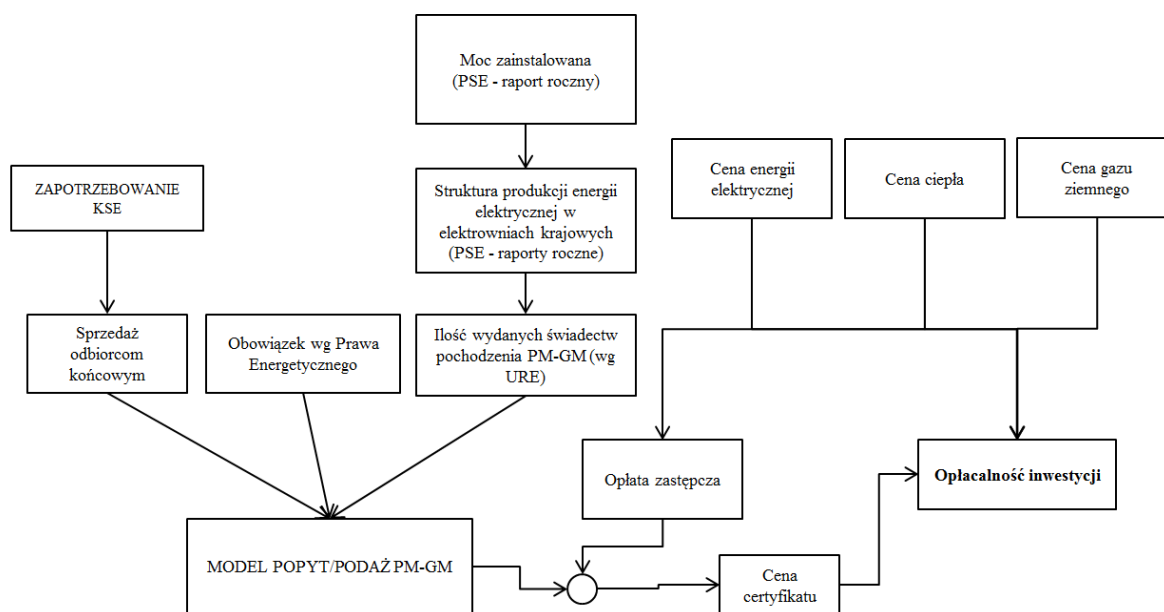 Moc zainstalowana
(PSE - raport roczny)
ZAPOTRZEBOWANIE
KSE
Struktura produkcji energii
elektrycznej w
elektrowniach krajowych
(PSE - raporty roczne)
Cena energii
elektrycznej
Cena ciepła
Cena gazu
ziemnego
Sprzedaż
odbiorcom
końcowym
Obowiązek wg Prawa
Energetycznego
Ilość wydanych świadectw
pochodzenia PM-GM (wg
URE)
Opłata zastępcza
Opłacalność inwestycji
MODEL POPYT/PODAŻ PM-GM
Cena
certyfikatu